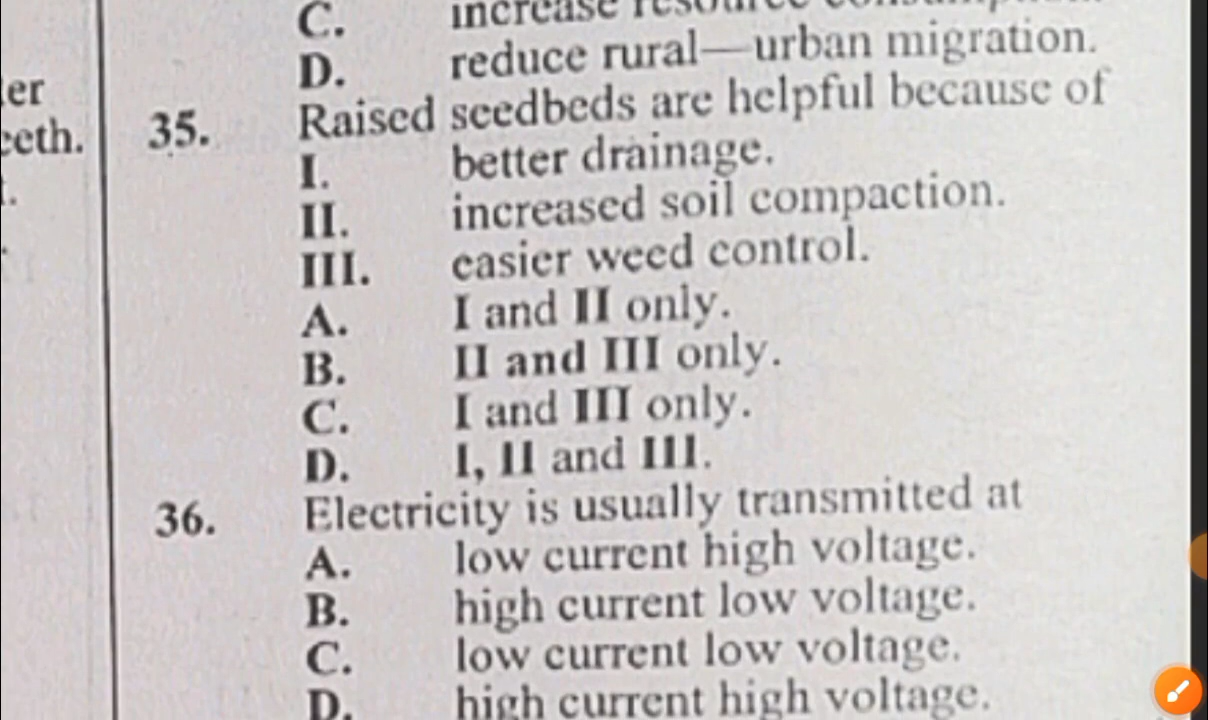 er
eth.
C. increase
D. reduce rural—urban migration.
35. Raised seedbeds are helpful because of
I. better drainage.
II. increased soil compaction.
III. easier weed control.
A. I and II only.
B. II and III only.
C. I and III only.
D. I, II and III.
36. Electricity is usually transmitted at
A. low current high voltage.
B. high current low voltage.
C. low current low voltage.
D. high current high voltage.